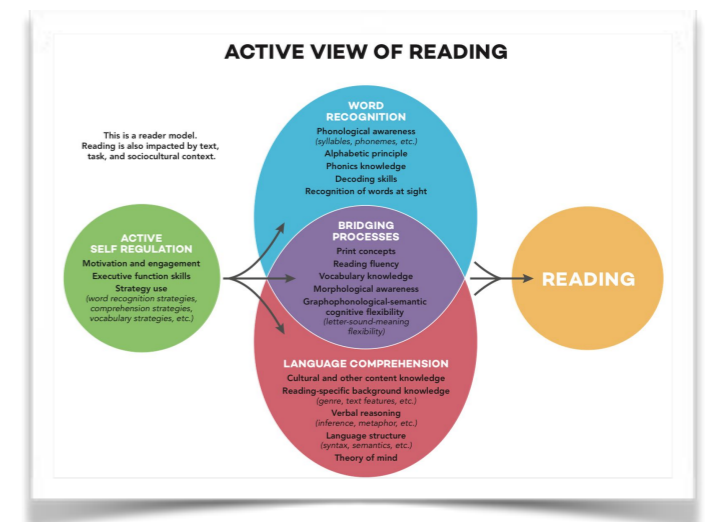 ACTIVE VIEW OF READING
This is a reader model.
Reading is also impacted by text,
task, and sociocultural context.
ACTIVE
SELF REGULATION
Motivation and engagement
Executive function skills
Strategy use
(word recognition strategies,
comprehension strategies,
vocabulary strategies, etc.)
WORD
RECOGNITION
Phonological awareness
(syllables, phonemes, etc.)
Alphabetic principle
Phonics knowledge
Decoding skills
Recognition of words at sight
BRIDGING
PROCESSES
Print concepts
Reading fluency
Vocabulary knowledge
Morphological awareness
Graphophonological-semantic
cognitive flexibility
(letter-sound-meaning
flexibility)
LANGUAGE COMPREHENSION
Cultural and other content knowledge
Reading-specific background knowledge
(genre, text features, etc.)
Verbal reasoning
(inference, metaphor, etc.)
Language structure
(syntax, semantics, etc.)
Theory of mind
READING